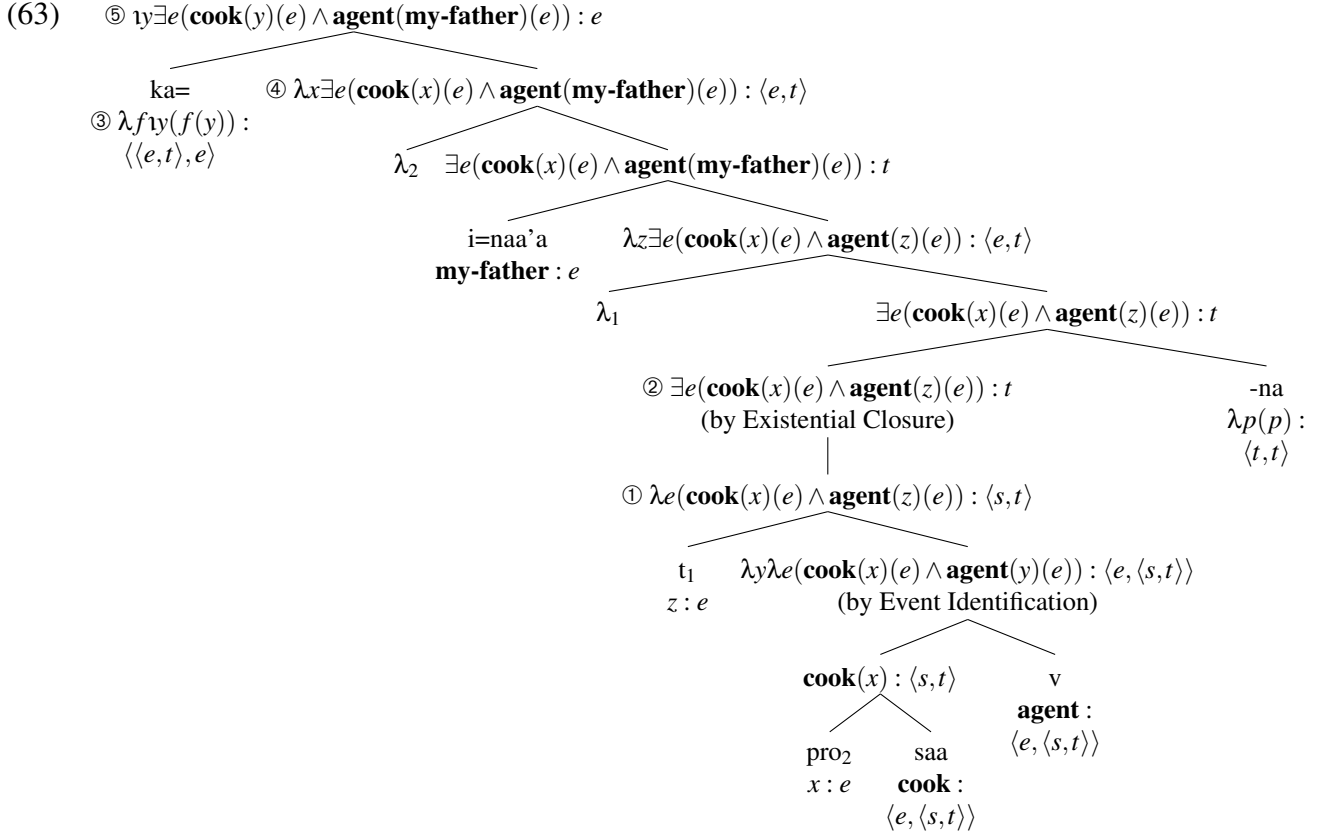 (63) ⑤ ιy∃e(cook(y)(e) ∧ agent(my-father)(e)) : e
ka= ④ λx∃e(cook(x)(e) ∧ agent(my-father)(e)) : ⟨e,t⟩
③ λfιy(f(y)) :
⟨⟨e,t⟩,e⟩
λ₂ ∃e(cook(x)(e) ∧ agent(my-father)(e)) : t
i=naa'a λz∃e(cook(x)(e) ∧ agent(z)(e)) : ⟨e,t⟩
my-father : e
λ₁ ∃e(cook(x)(e) ∧ agent(z)(e)) : t
② ∃e(cook(x)(e) ∧ agent(z)(e)) : t -na
(by Existential Closure) λp(p) :
⟨t,t⟩
① λe(cook(x)(e) ∧ agent(z)(e)) : ⟨s,t⟩
t₁ λyλe(cook(x)(e) ∧ agent(y)(e)) : ⟨e,⟨s,t⟩⟩
z : e (by Event Identification)
cook(x) : ⟨s,t⟩ v
agent :
⟨e,⟨s,t⟩⟩
pro₂ saa
x : e cook :
⟨e,⟨s,t⟩⟩